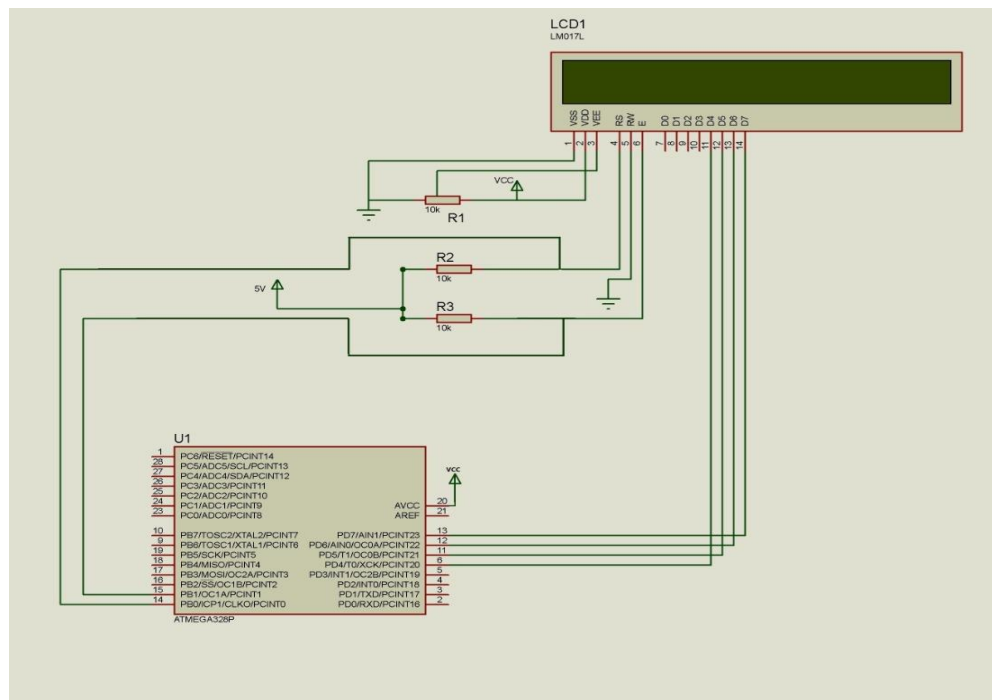 LCD1
LM017L
VSS
VDD
VEE
RS
RW
E
D0
D1
D2
D3
D4
D5
D6
D7
1
2
3
4
5
6
7
8
9
10
11
12
13
14
VCC
10k
R1
R2
10k
5V
R3
10k
U1
1 PC6/RESET/PCINT14
28 PC5/ADC5/SCL/PCINT13
27 PC4/ADC4/SDA/PCINT12
26 PC3/ADC3/PCINT11
25 PC2/ADC2/PCINT10
24 PC1/ADC1/PCINT9
23 PC0/ADC0/PCINT8
10 PB7/TOSC2/XTAL2/PCINT7
9 PB6/TOSC1/XTAL1/PCINT6
19 PB5/SCK/PCINT5
18 PB4/MISO/PCINT4
17 PB3/MOSI/OC2A/PCINT3
16 PB2/SS/OC1B/PCINT2
15 PB1/OC1A/PCINT1
14 PB0/ICP1/CLKO/PCINT0
vcc
AVCC 20
AREF 21
PD7/AIN1/PCINT23 13
PD6/AIN0/OC0A/PCINT22 12
PD5/T1/OC0B/PCINT21 11
PD4/T0/XCK/PCINT20 6
PD3/INT1/OC2B/PCINT19 5
PD2/INT0/PCINT18 4
PD1/TXD/PCINT17 3
PD0/RXD/PCINT16 2
ATMEGA328P